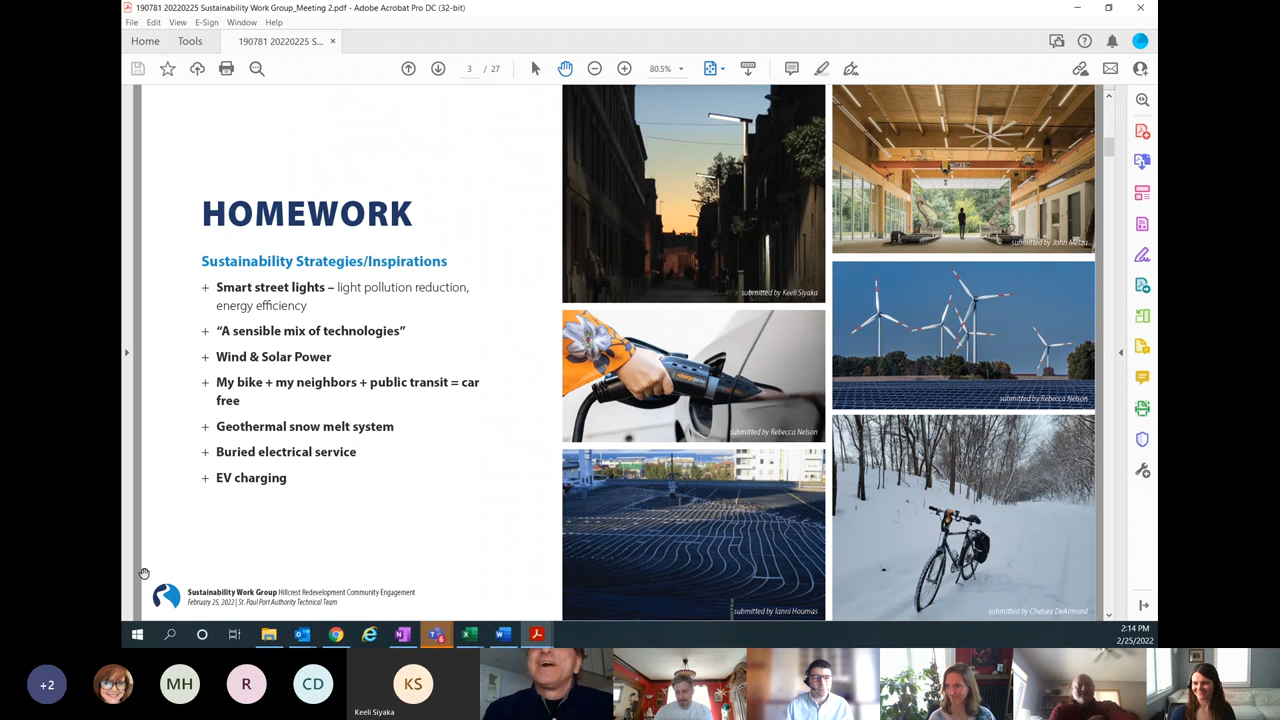 190781 20220225 Sustainability Work Group_Meeting 2.pdf - Adobe Acrobat Pro DC (32-bit)
File Edit View E-Sign Window Help
Home Tools 190781 20220225 S... ×
3 / 27 80.5%
HOMEWORK
Sustainability Strategies/Inspirations
+ Smart street lights – light pollution reduction,
energy efficiency
+ “A sensible mix of technologies”
+ Wind & Solar Power
+ My bike + my neighbors + public transit = car
free
+ Geothermal snow melt system
+ Buried electrical service
+ EV charging
Sustainability Work Group Hillcrest Redevelopment Community Engagement
February 25, 2022 | St. Paul Port Authority Technical Team
submitted by Keeli Siyaka
submitted by John Mesza
submitted by Rebecca Nelson
submitted by Rebecca Nelson
submitted by Ianni Houmas
submitted by Chelsea DeArmond
6
2:14 PM
2/25/2022
+2 MH R CD KS
Keeli Siyaka